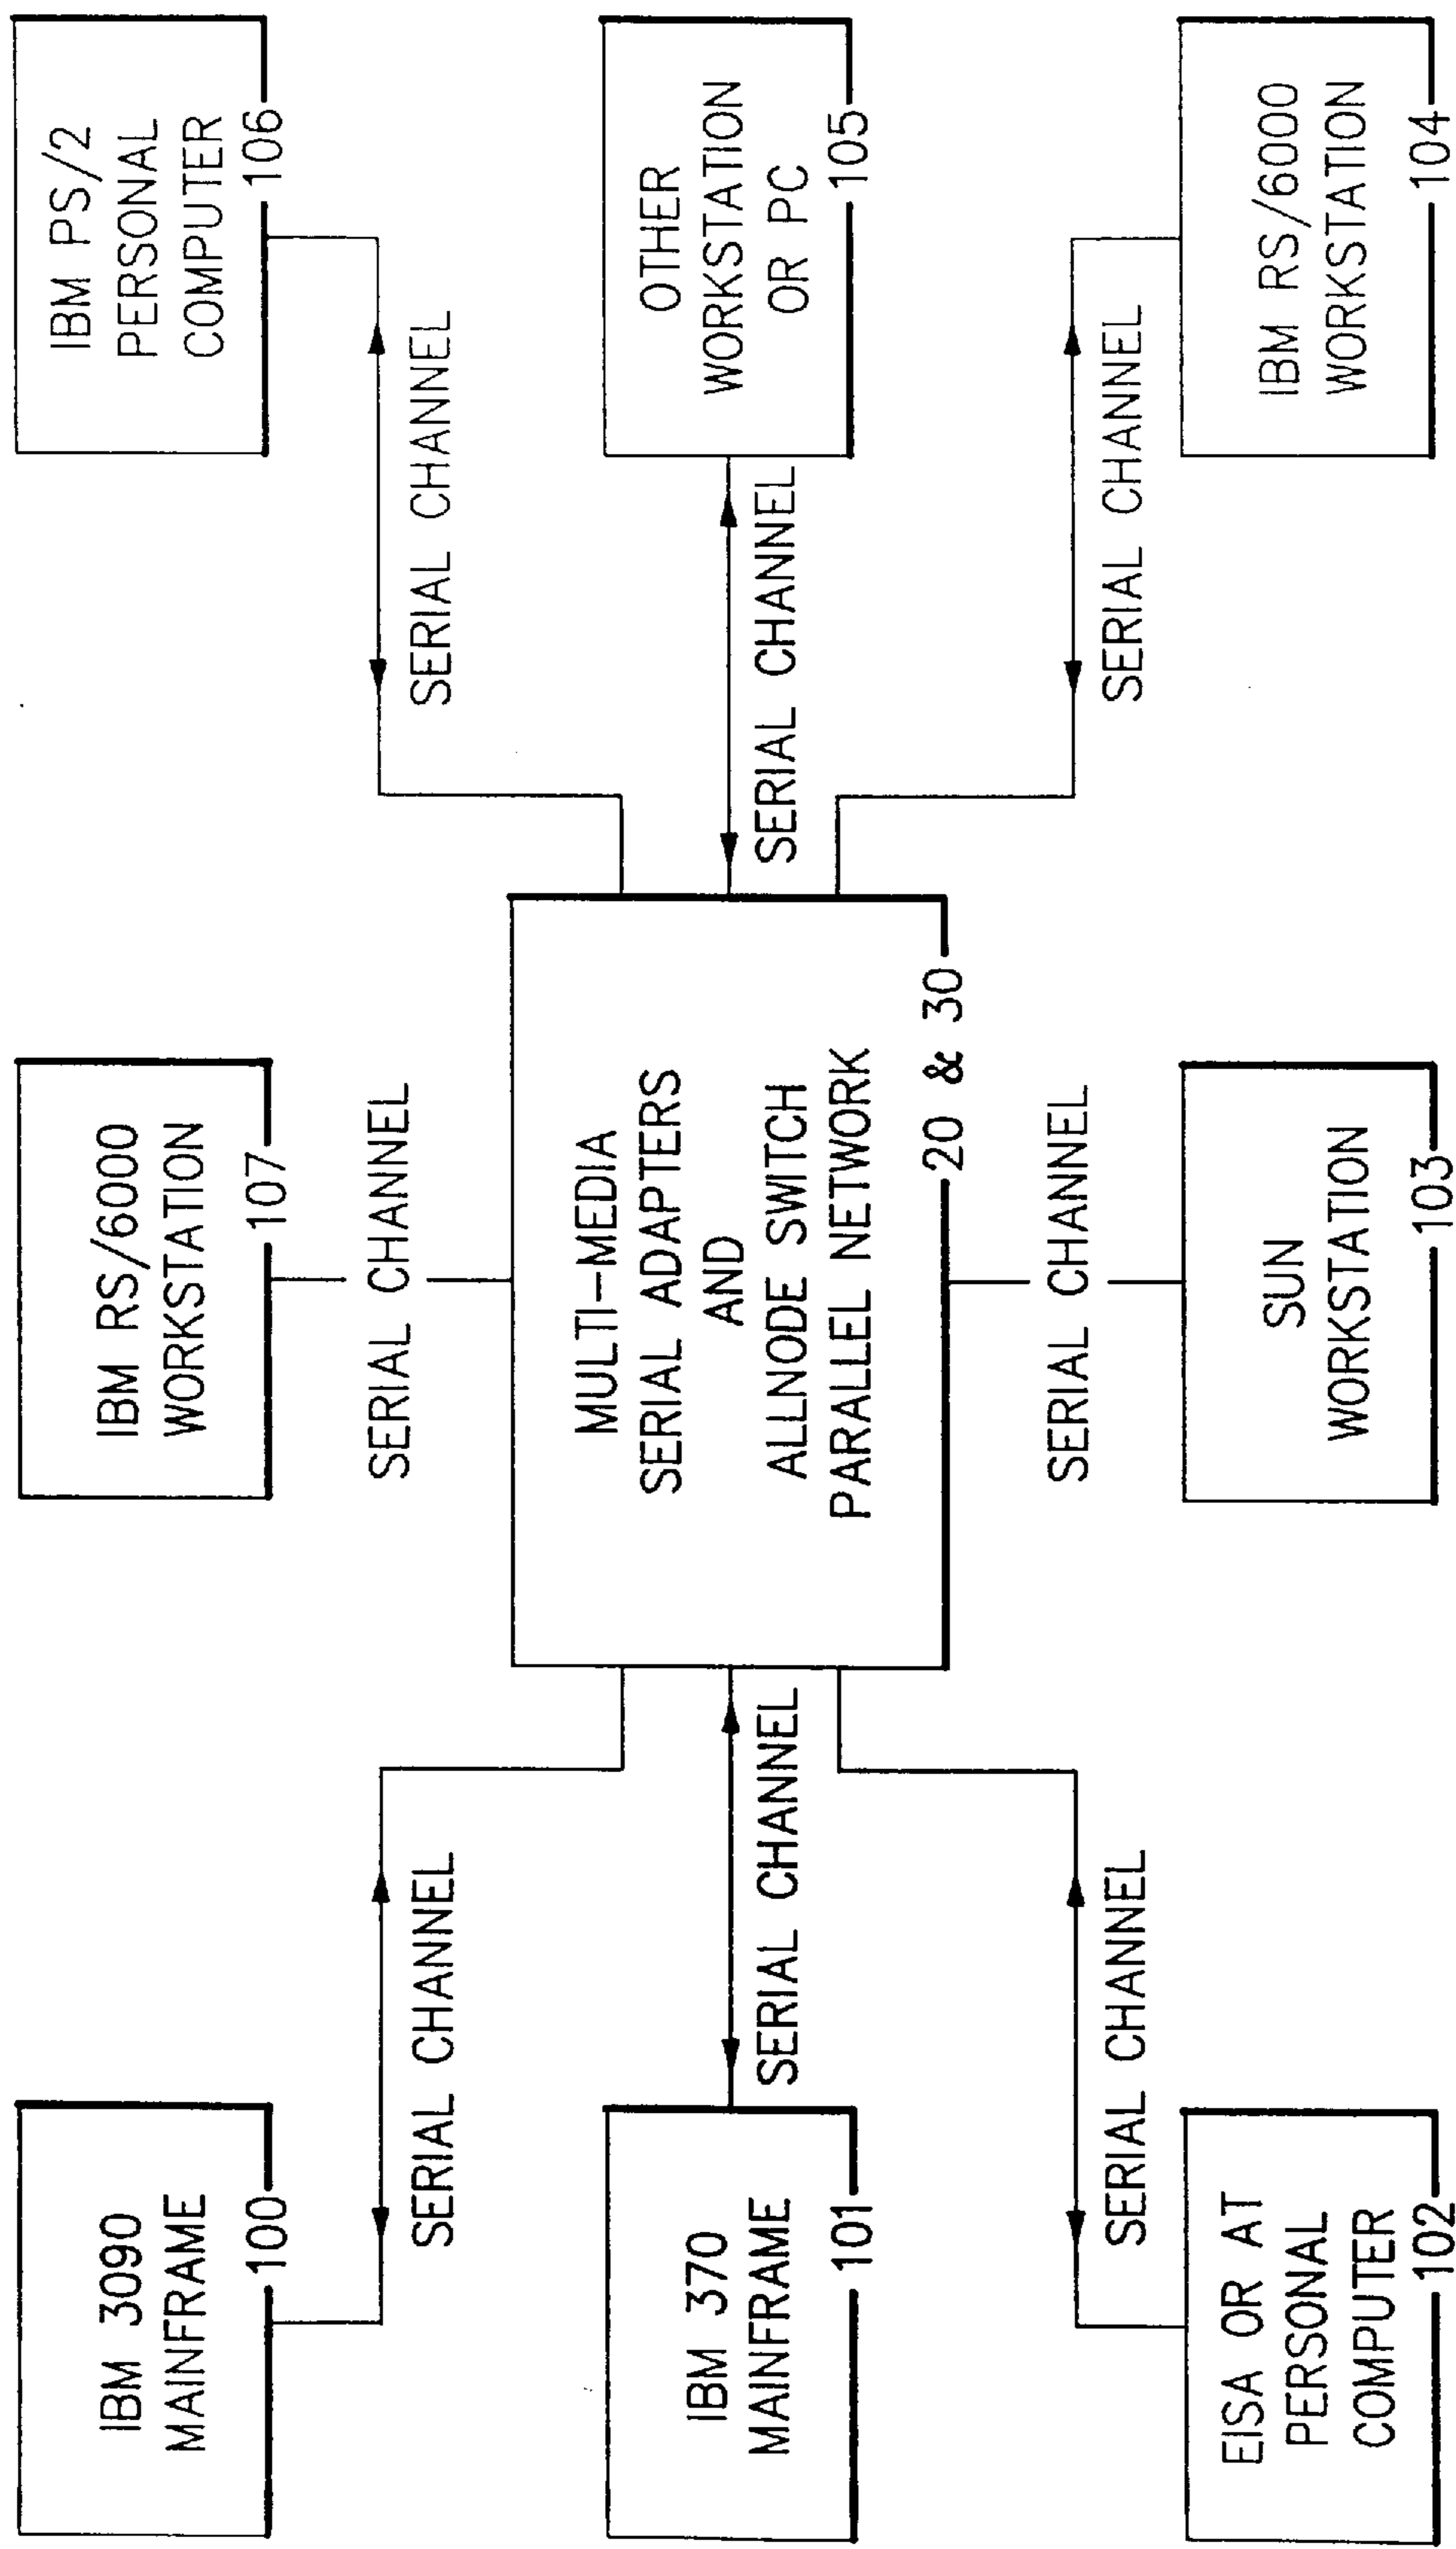 IBM 3090
MAINFRAME
100
SERIAL CHANNEL
IBM RS/6000
WORKSTATION
107
SERIAL CHANNEL
IBM PS/2
PERSONAL
COMPUTER
106
SERIAL CHANNEL
IBM 370
MAINFRAME
101
SERIAL CHANNEL
MULTI-MEDIA
SERIAL ADAPTERS
AND
ALLNODE SWITCH
PARALLEL NETWORK
20 & 30
SERIAL CHANNEL
OTHER
WORKSTATION
OR PC
105
SERIAL CHANNEL
EISA OR AT
PERSONAL
COMPUTER
102
SERIAL CHANNEL
SUN
WORKSTATION
103
SERIAL CHANNEL
IBM RS/6000
WORKSTATION
104